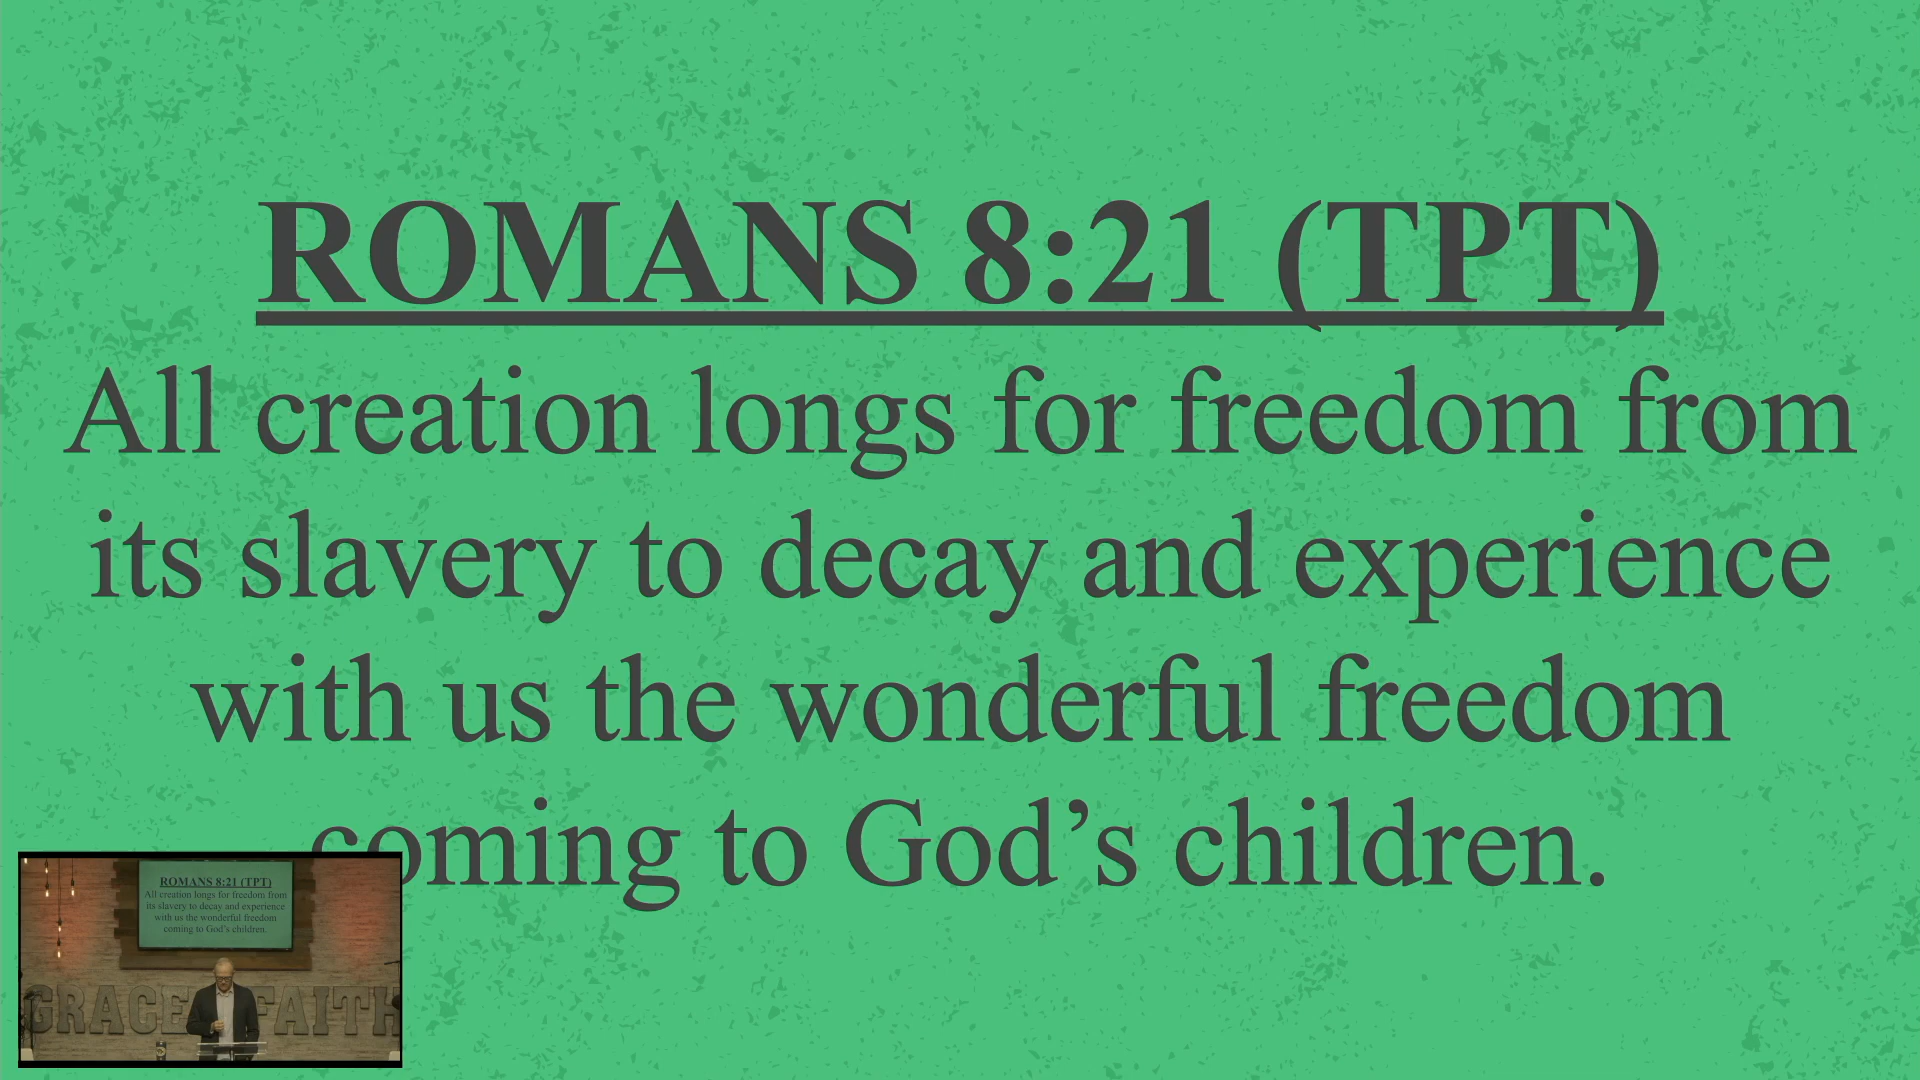 ROMANS 8:21 (TPT)
All creation longs for freedom from
its slavery to decay and experience
with us the wonderful freedom
coming to God’s children.
ROMANS 8:21 (TPT)
All creation longs for freedom from
its slavery to decay and experience
with us the wonderful freedom
coming to God’s children.
GRACE FAITH